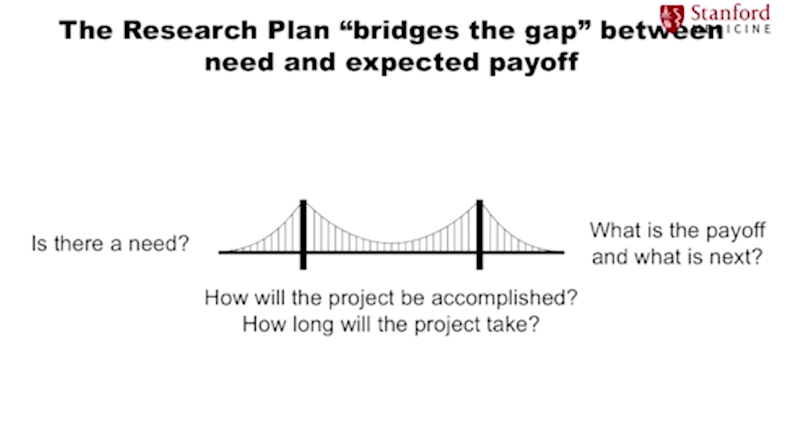 The Research Plan “bridges the gap” between
need and expected payoff
Stanford
MEDICINE
Is there a need?
What is the payoff
and what is next?
How will the project be accomplished?
How long will the project take?